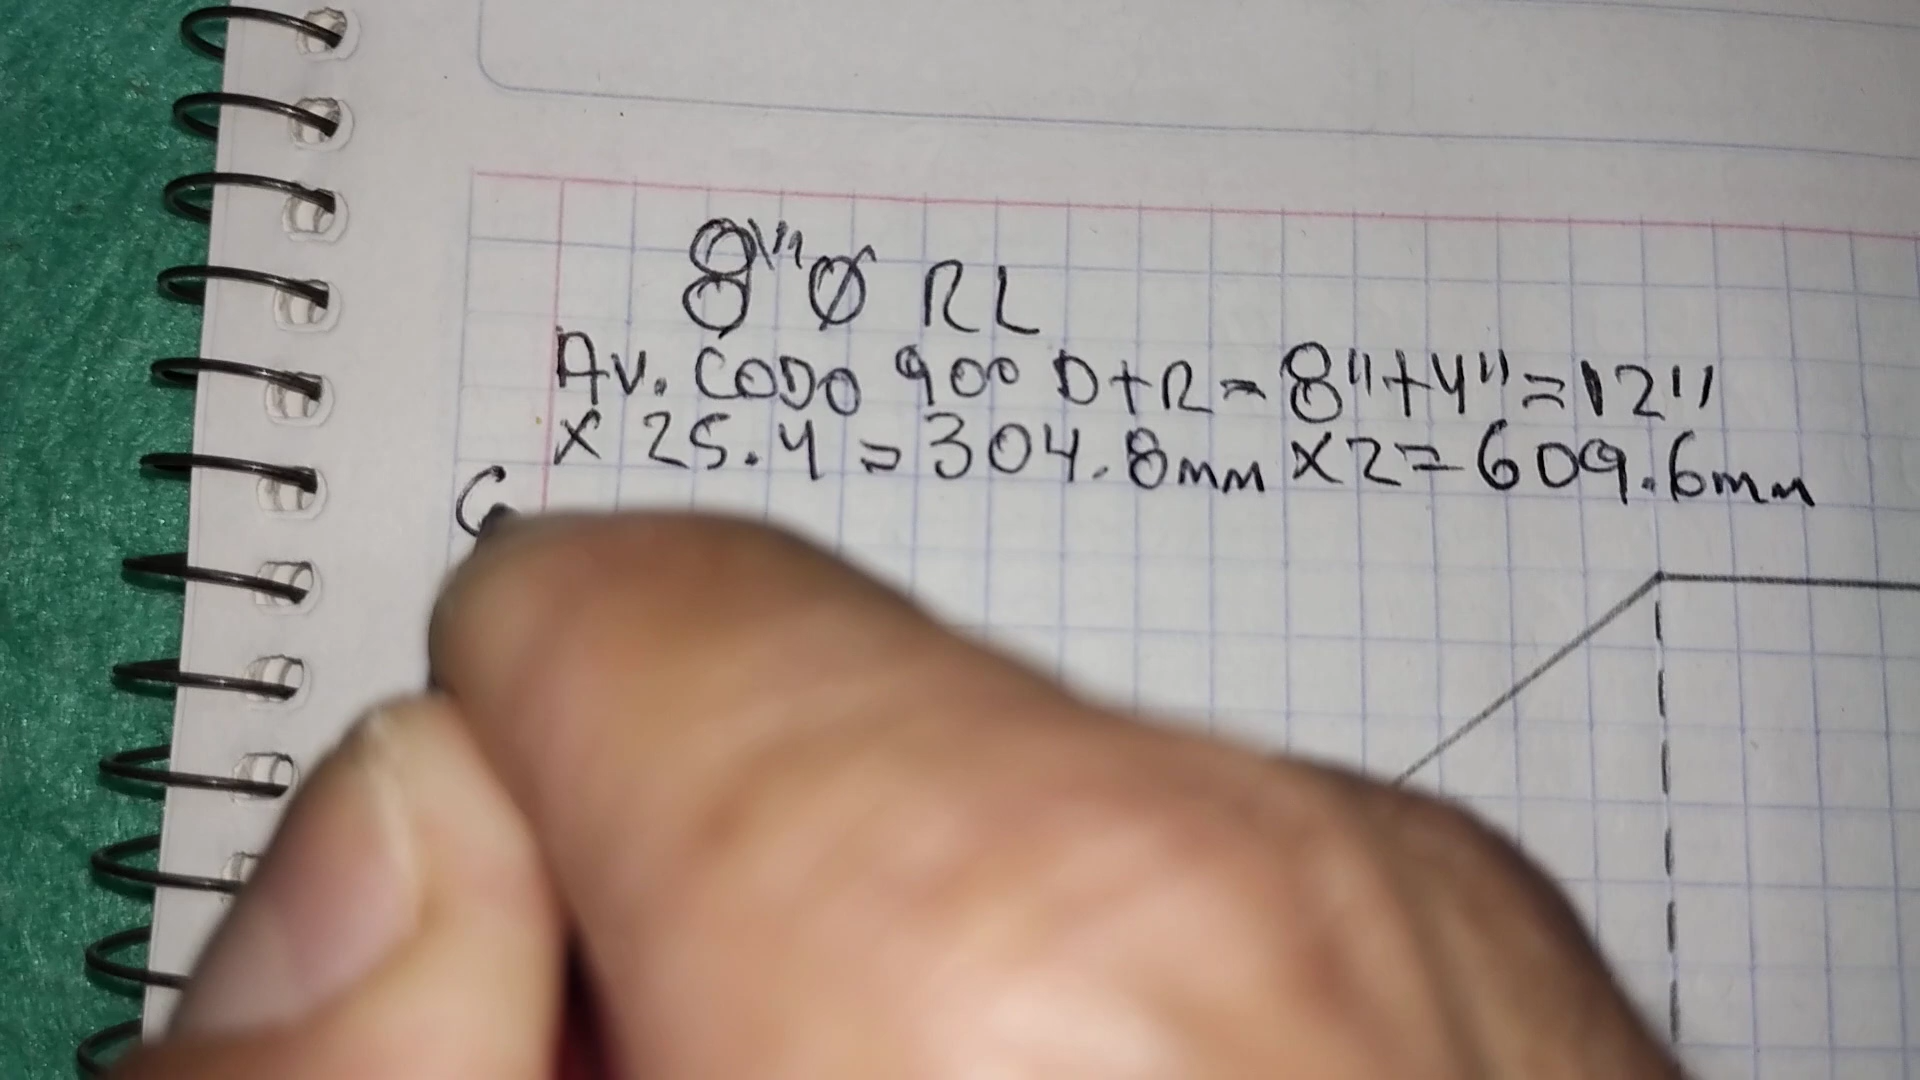 8"Ø RL
AV. CODO 90° D+R = 8"+4" = 12"
X 25.4 = 304.8mm X2= 609.6mm
C